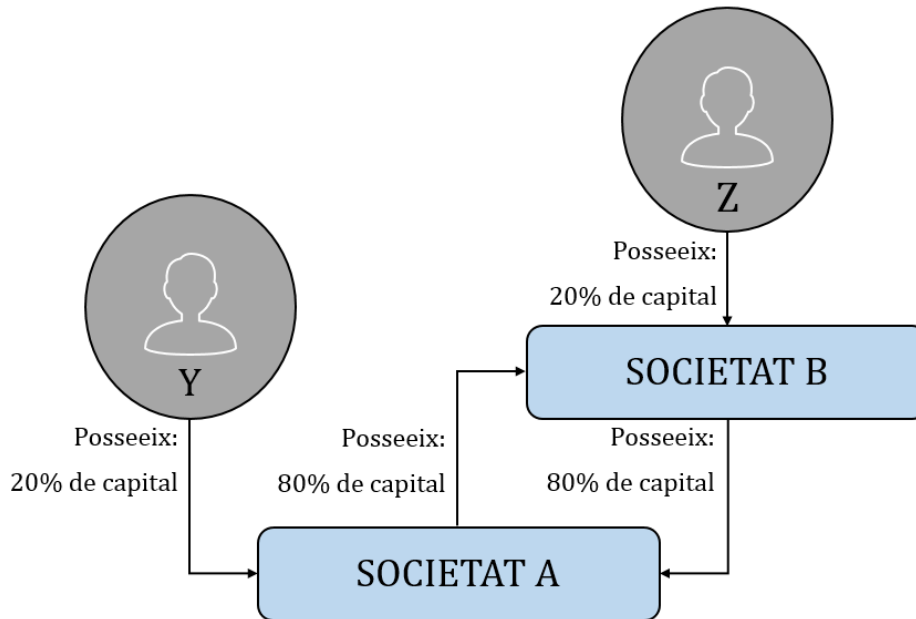 Z
Posseeix:
20% de capital
SOCIETAT B
Y
Posseeix:
20% de capital
Posseeix:
80% de capital
Posseeix:
80% de capital
SOCIETAT A